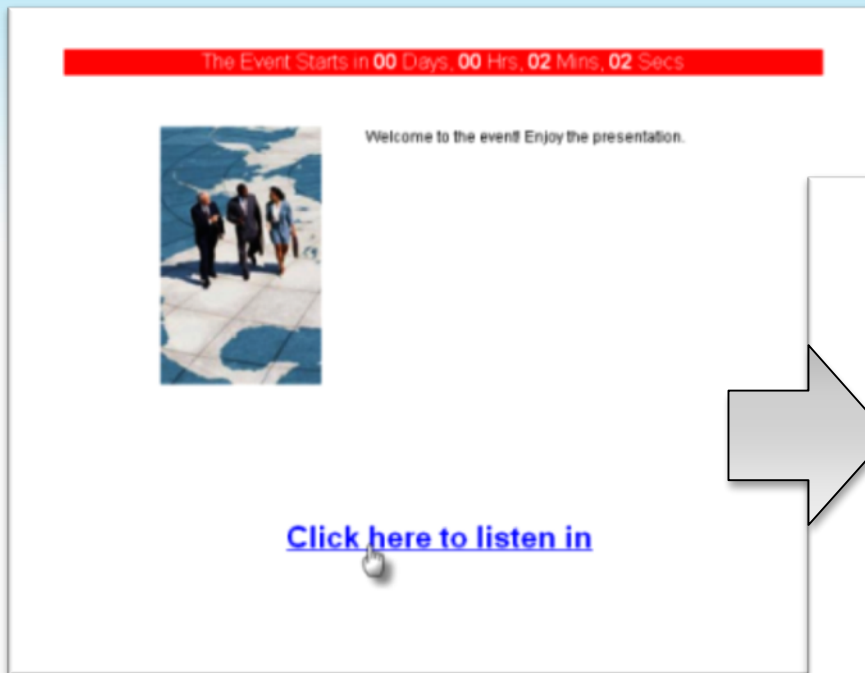 The Event Starts in 00 Days, 00 Hrs, 02 Mins, 02 Secs
Welcome to the event! Enjoy the presentation.
Click here to listen in